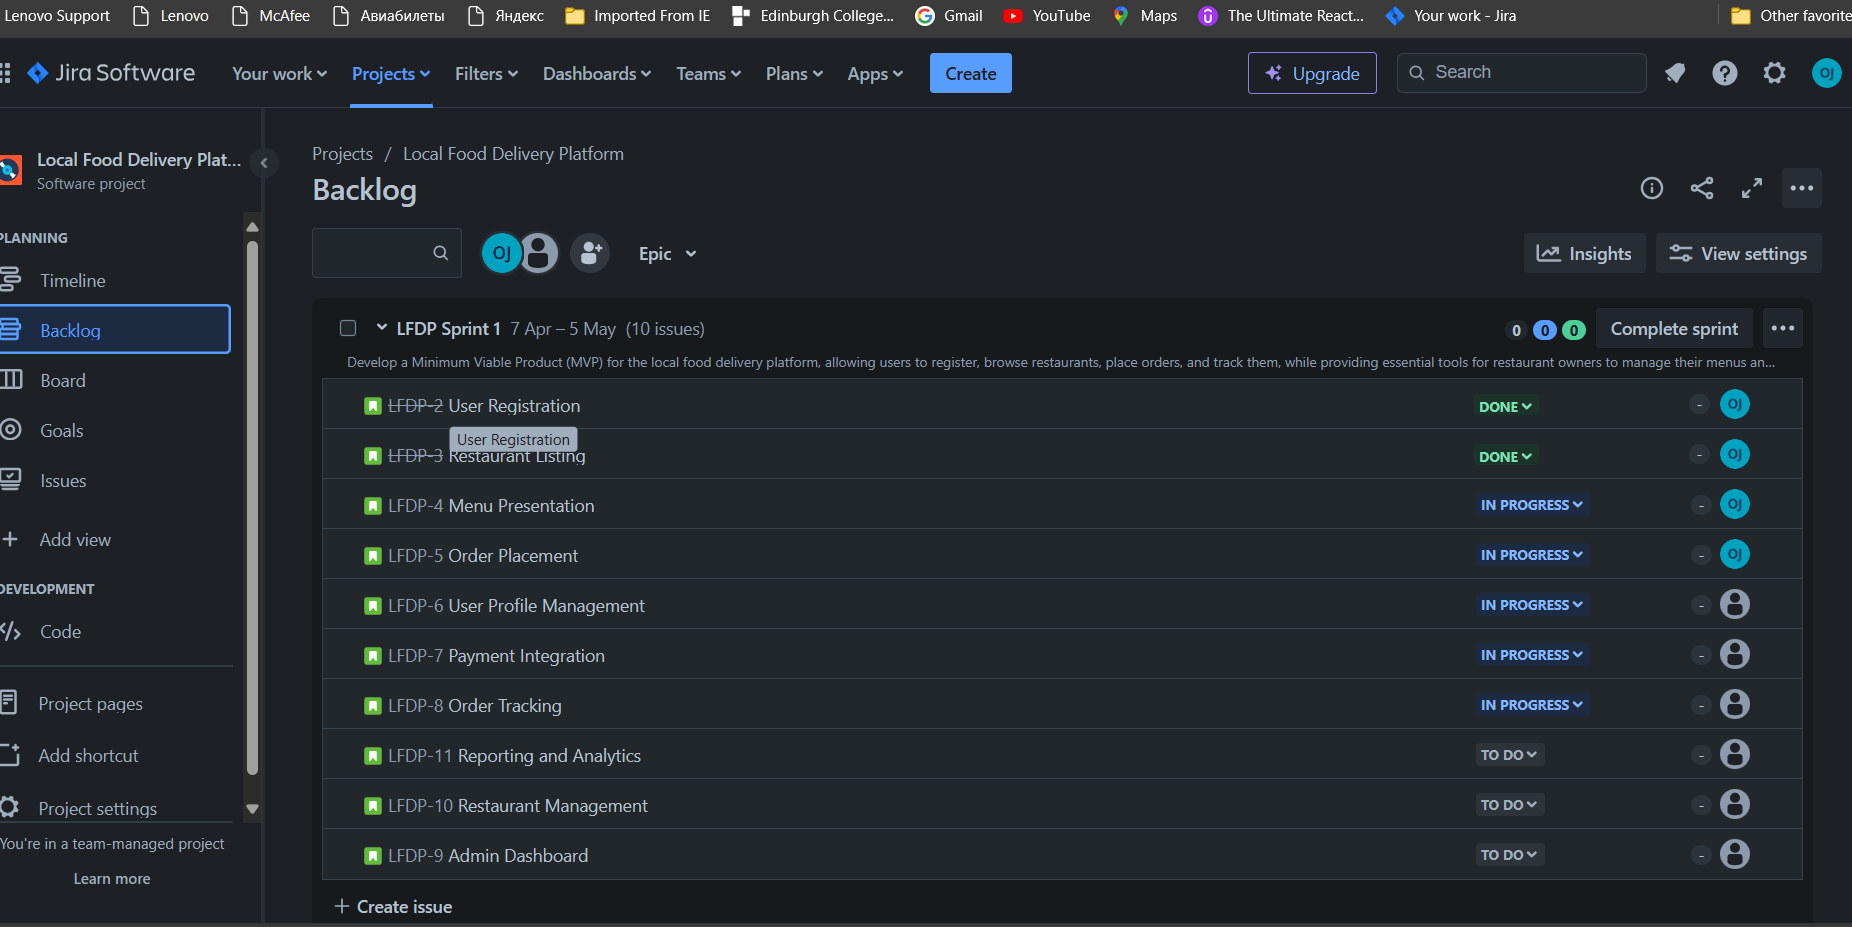 Lenovo Support Lenovo McAfee Авиабилеты Яндекс Imported From IE Edinburgh College... Gmail YouTube Maps The Ultimate React... Your work - Jira Other favorite
Jira Software Your work Projects Filters Dashboards Teams Plans Apps Create Upgrade Search OJ
Local Food Delivery Plat...
Software project
PLANNING
Timeline
Backlog
Board
Goals
Issues
Add view
DEVELOPMENT
Code
Project pages
Add shortcut
Project settings
You're in a team-managed project
Learn more
Projects / Local Food Delivery Platform
Backlog
OJ Epic Insights View settings
LFDP Sprint 1 7 Apr – 5 May (10 issues) 0 0 0 Complete sprint
Develop a Minimum Viable Product (MVP) for the local food delivery platform, allowing users to register, browse restaurants, place orders, and track them, while providing essential tools for restaurant owners to manage their menus an...
LFDP-2 User Registration DONE - OJ
User Registration
LFDP-3 Restaurant Listing DONE - OJ
LFDP-4 Menu Presentation IN PROGRESS - OJ
LFDP-5 Order Placement IN PROGRESS - OJ
LFDP-6 User Profile Management IN PROGRESS -
LFDP-7 Payment Integration IN PROGRESS -
LFDP-8 Order Tracking IN PROGRESS -
LFDP-11 Reporting and Analytics TO DO -
LFDP-10 Restaurant Management TO DO -
LFDP-9 Admin Dashboard TO DO -
+ Create issue